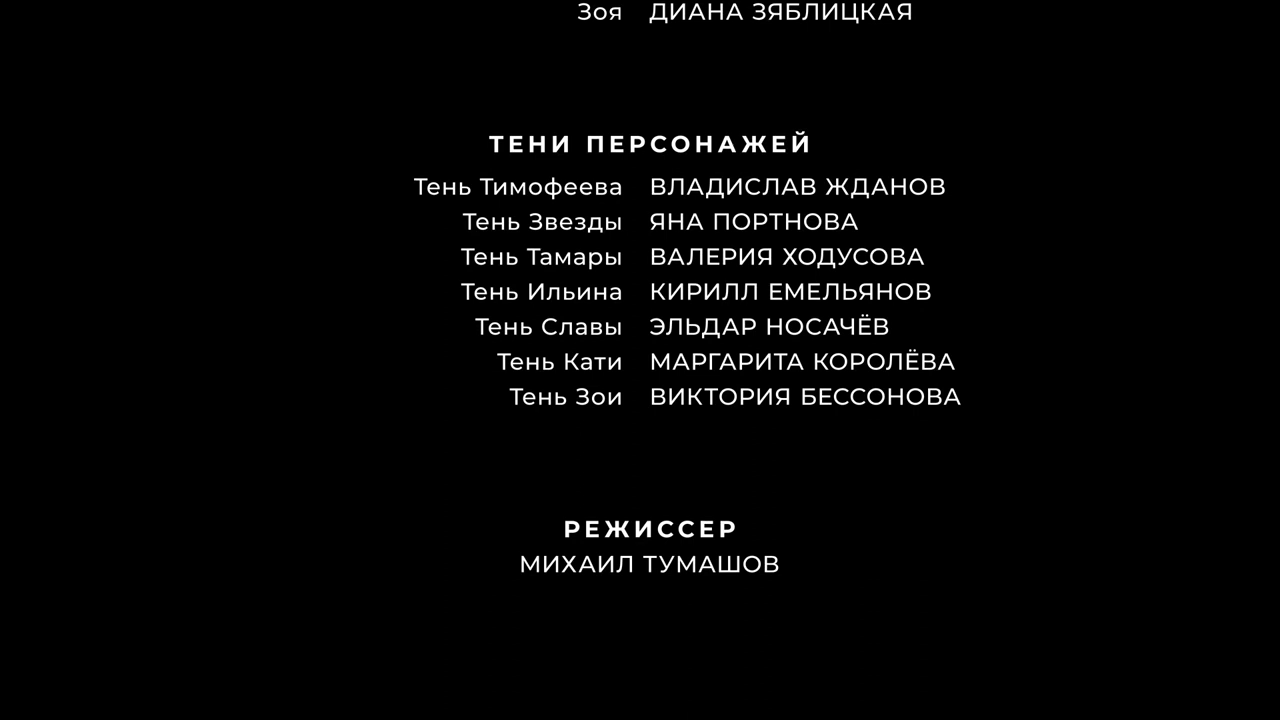 Зоя ДИАНА ЗЯБЛИЦКАЯ
ТЕНИ ПЕРСОНАЖЕЙ
Тень Тимофеева ВЛАДИСЛАВ ЖДАНОВ
Тень Звезды ЯНА ПОРТНОВА
Тень Тамары ВАЛЕРИЯ ХОДУСОВА
Тень Ильина КИРИЛЛ ЕМЕЛЬЯНОВ
Тень Славы ЭЛЬДАР НОСАЧЁВ
Тень Кати МАРГАРИТА КОРОЛЁВА
Тень Зои ВИКТОРИЯ БЕССОНОВА
РЕЖИССЕР
МИХАИЛ ТУМАШОВ